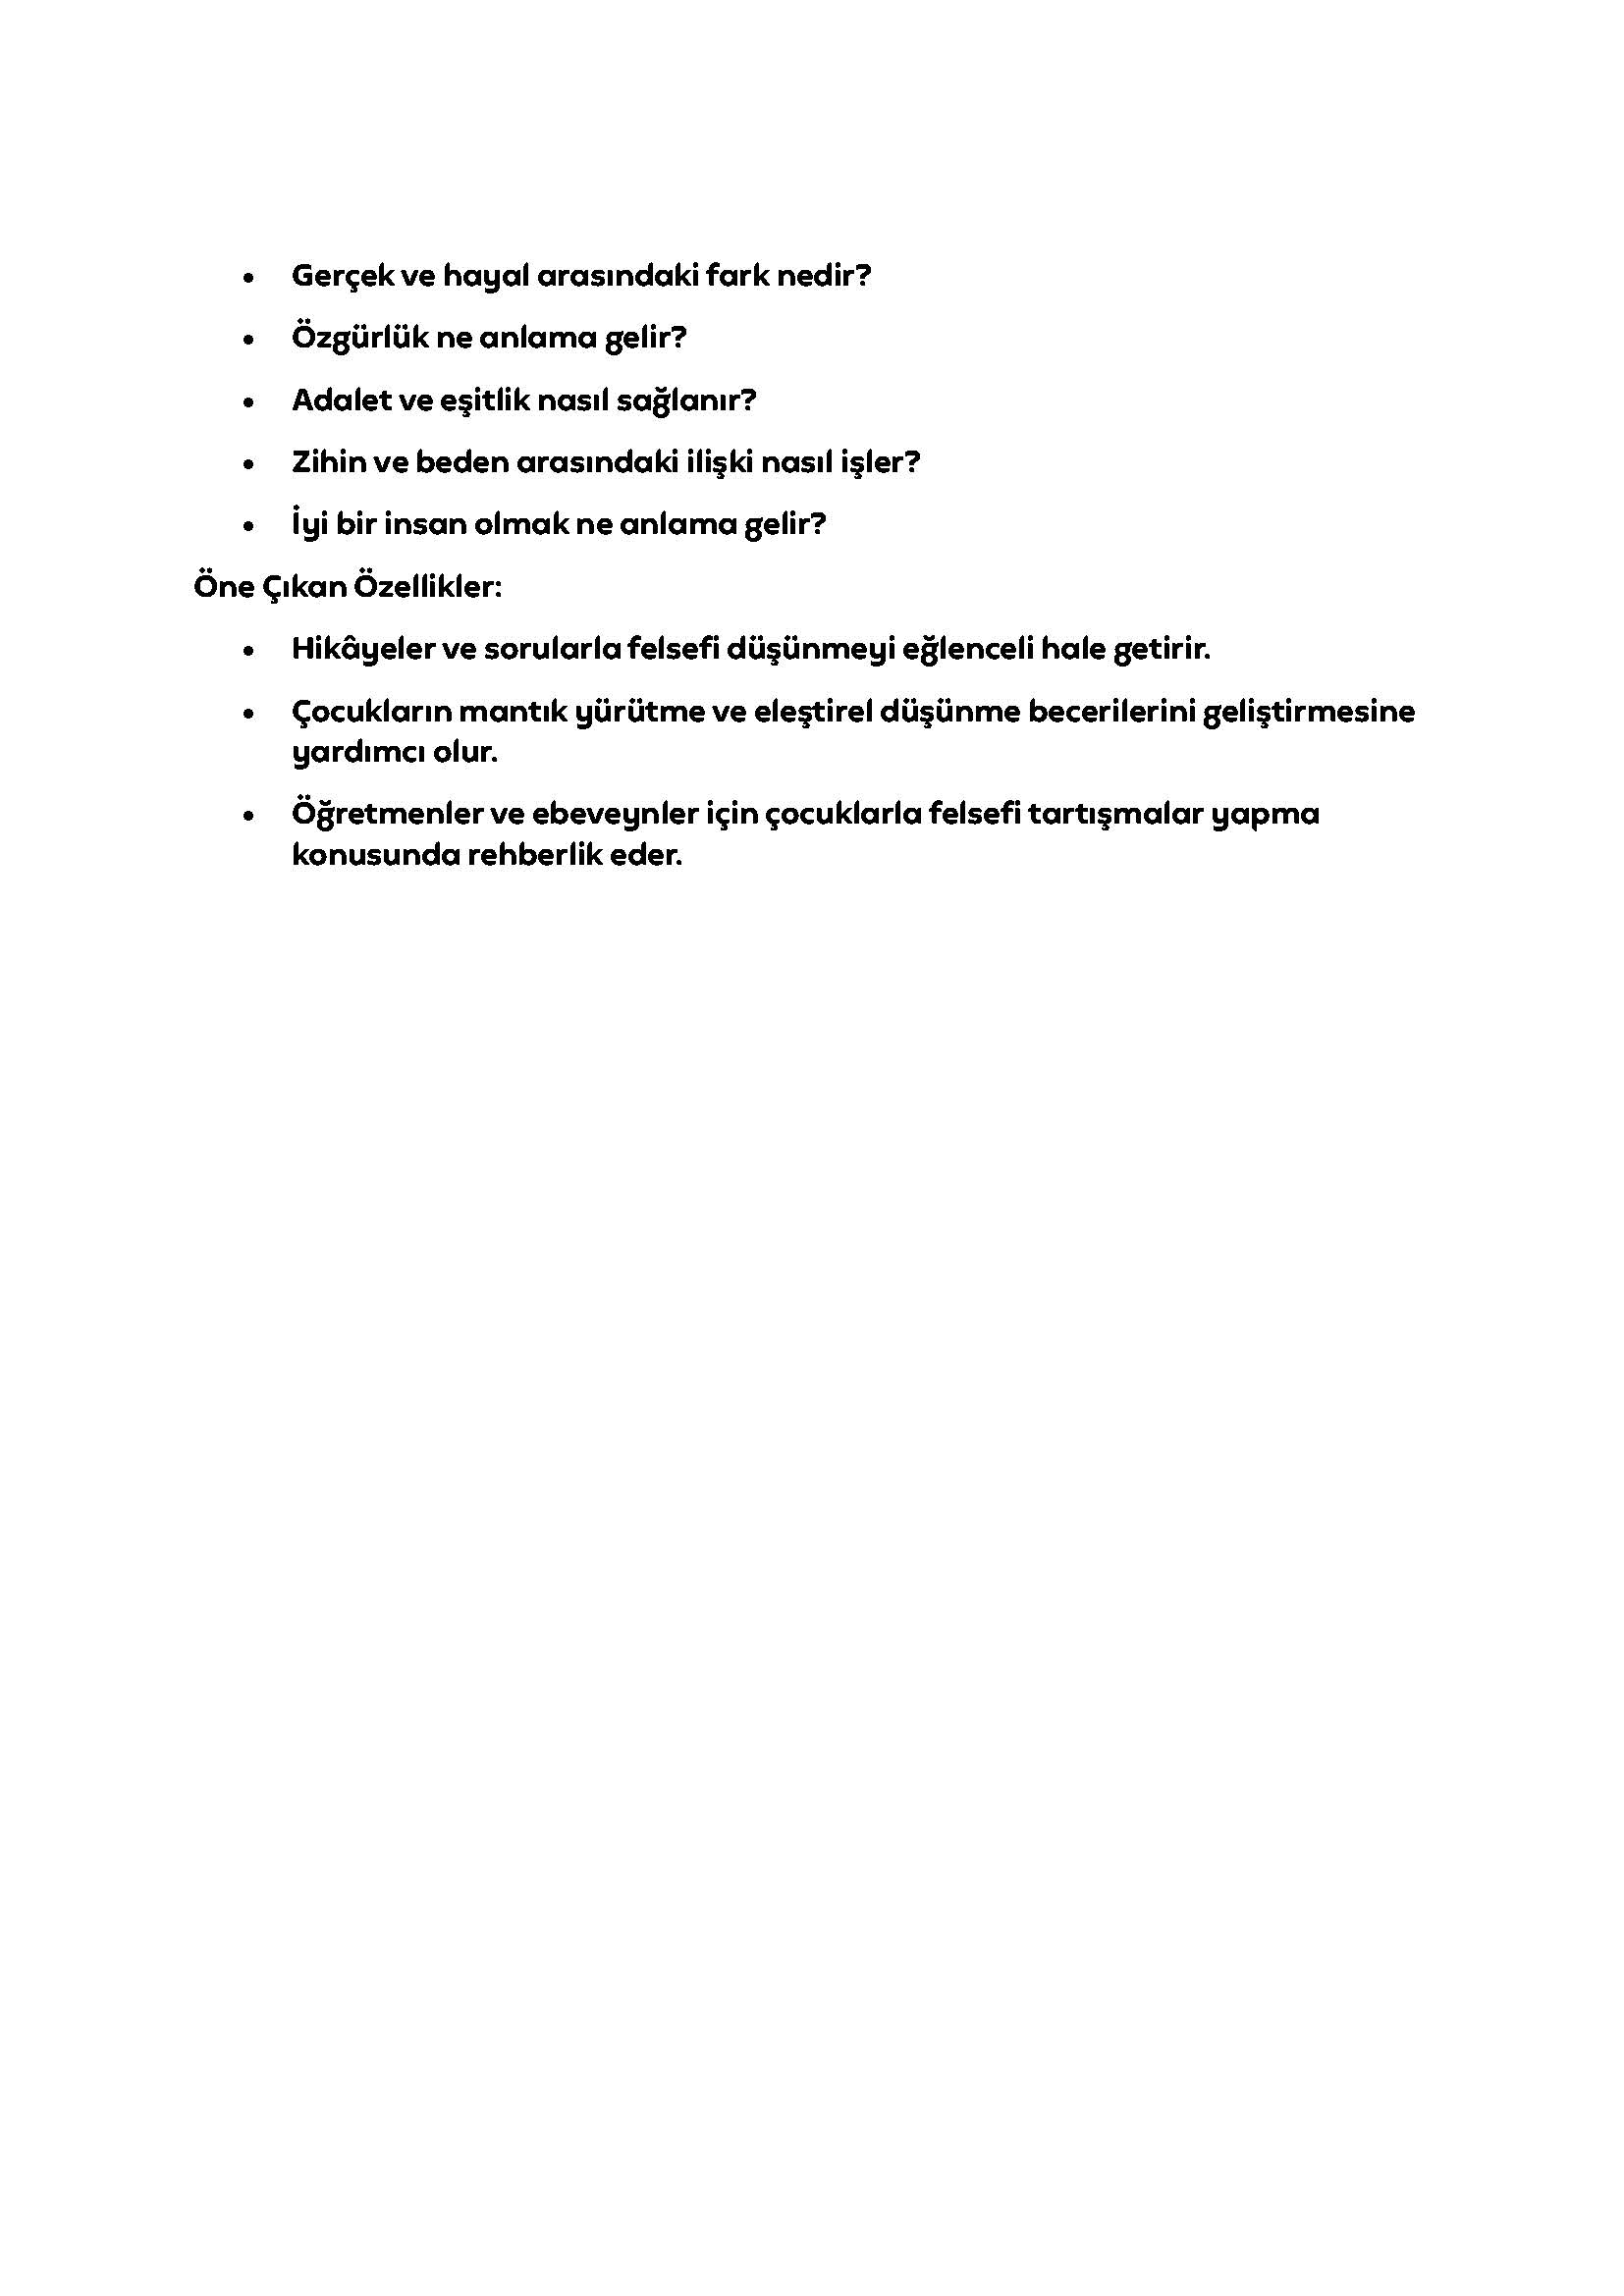 • Gerçek ve hayal arasındaki fark nedir?
• Özgürlük ne anlama gelir?
• Adalet ve eşitlik nasıl sağlanır?
• Zihin ve beden arasındaki ilişki nasıl işler?
• İyi bir insan olmak ne anlama gelir?
Öne Çıkan Özellikler:
• Hikâyeler ve sorularla felsefi düşünmeyi eğlenceli hale getirir.
• Çocukların mantık yürütme ve eleştirel düşünme becerilerini geliştirmesine
yardımcı olur.
• Öğretmenler ve ebeveynler için çocuklarla felsefi tartışmalar yapma
konusunda rehberlik eder.